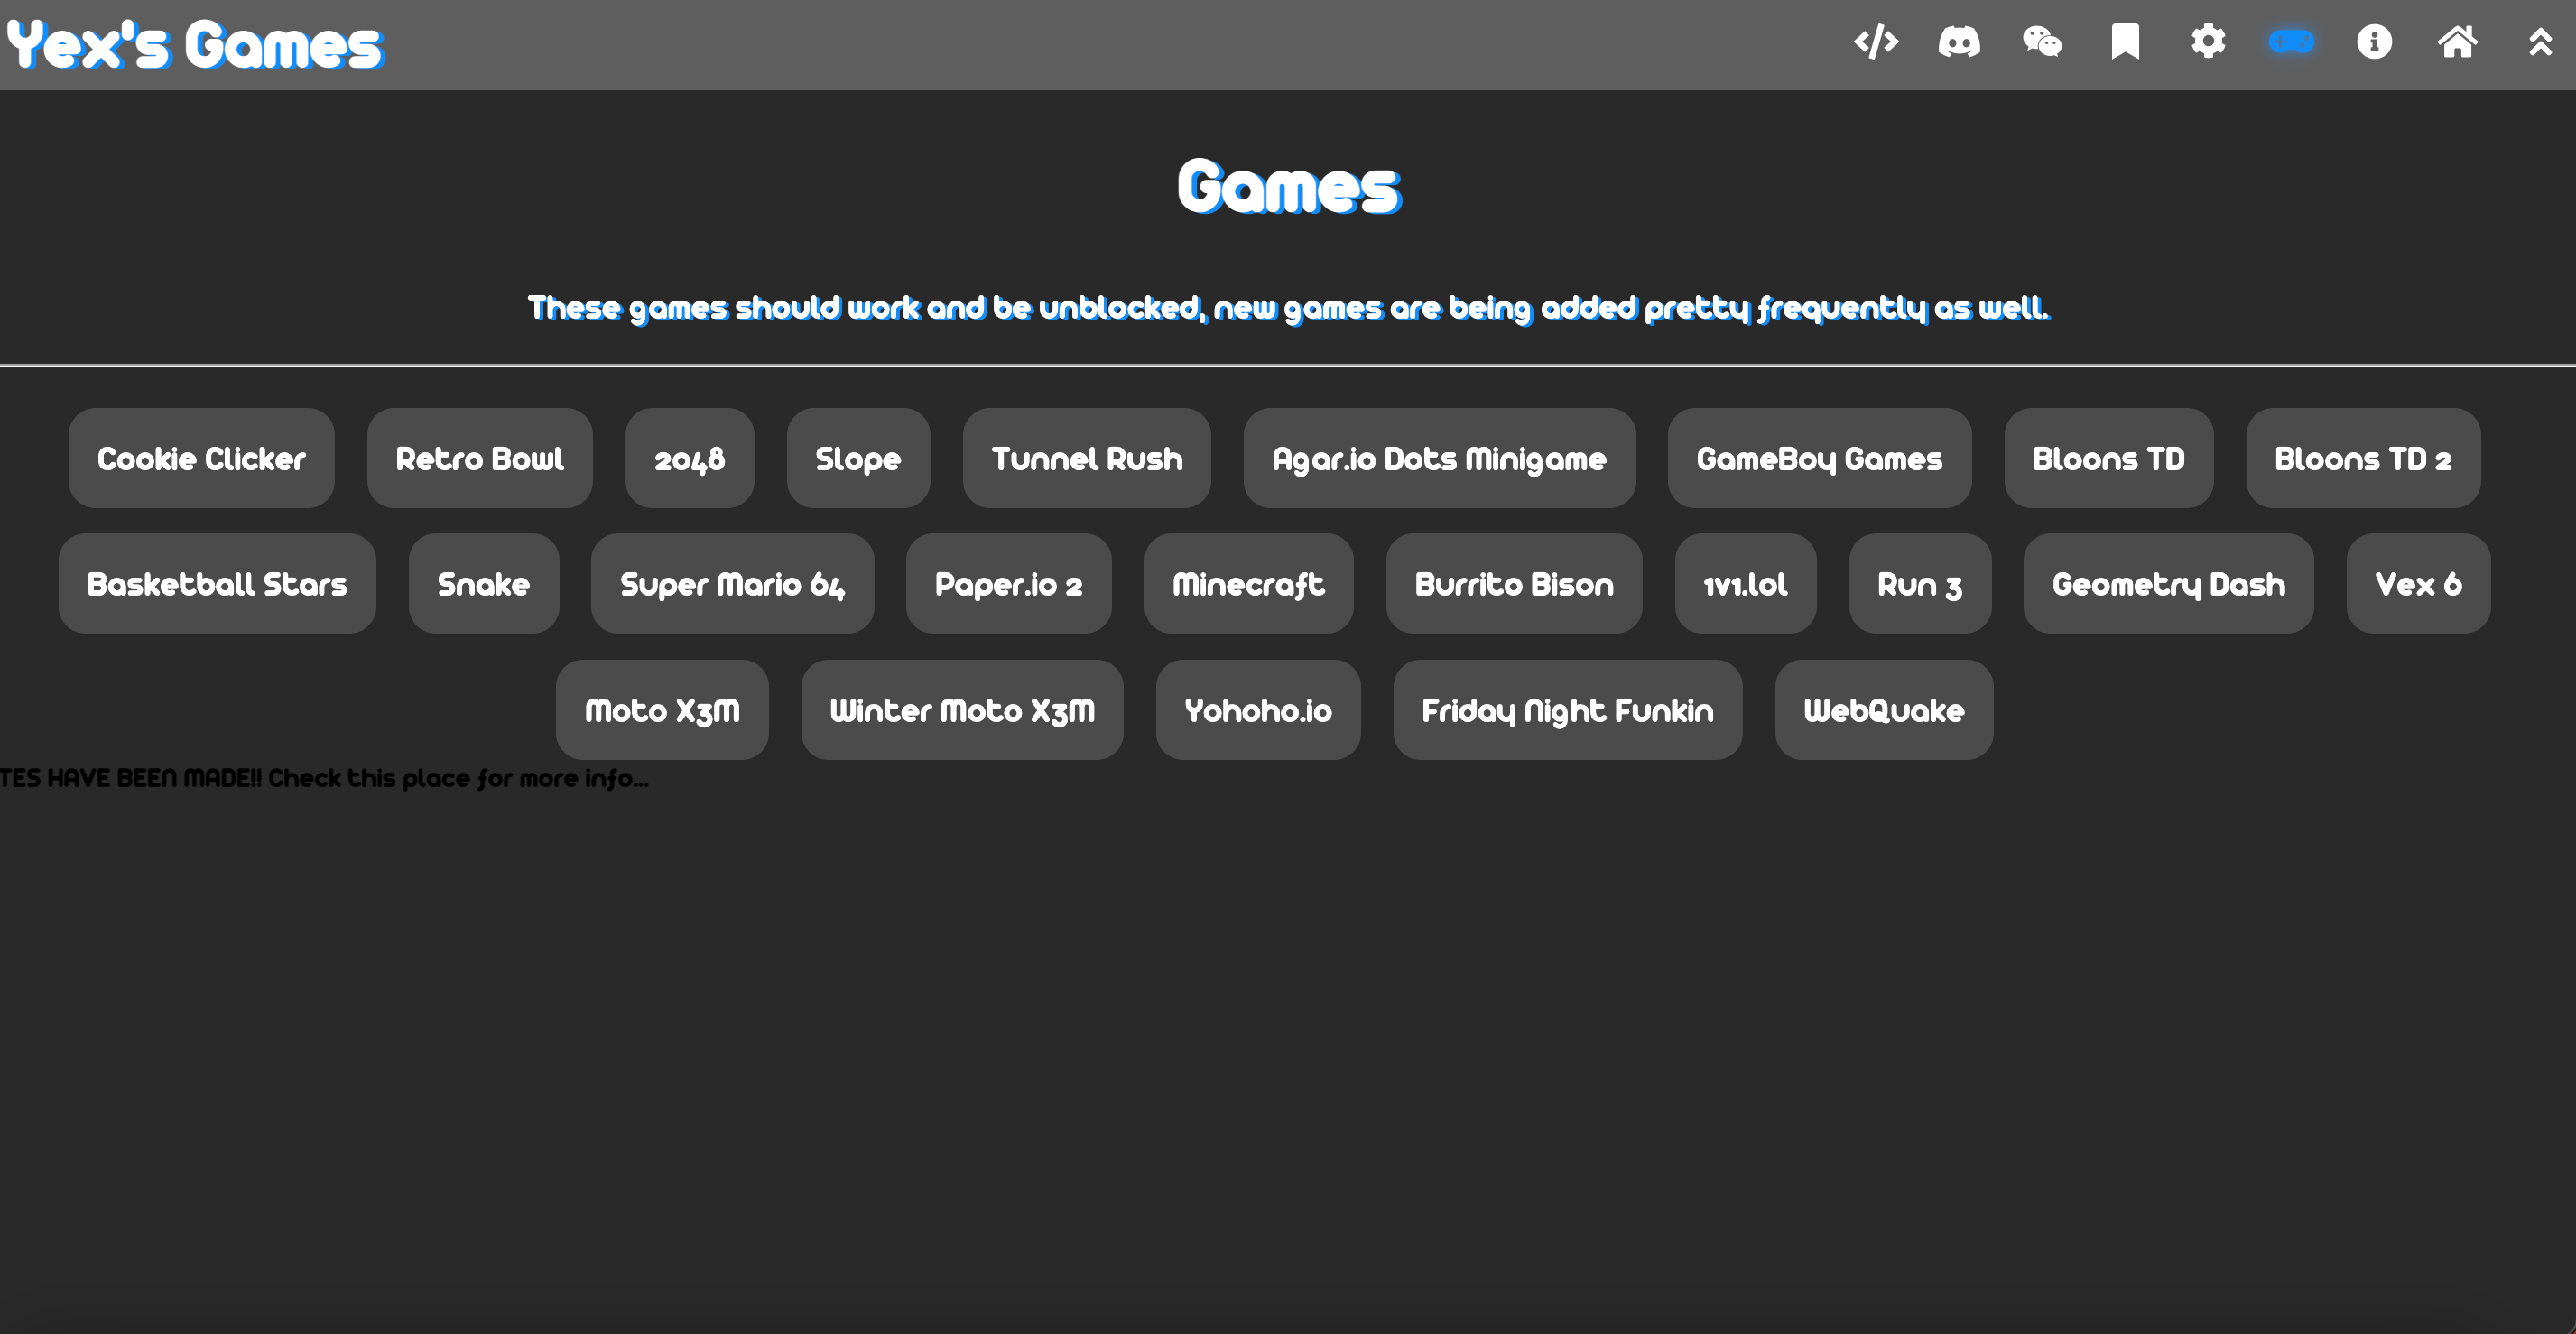 Yex's Games
Games
These games should work and be unblocked, new games are being added pretty frequently as well.
Cookie Clicker Retro Bowl 2048 Slope Tunnel Rush Agar.io Dots Minigame GameBoy Games Bloons TD Bloons TD 2
Basketball Stars Snake Super Mario 64 Paper.io 2 Minecraft Burrito Bison 1v1.lol Run 3 Geometry Dash Vex 6
Moto X3M Winter Moto X3M Yohoho.io Friday Night Funkin WebQuake
TES HAVE BEEN MADE!! Check this place for more info...